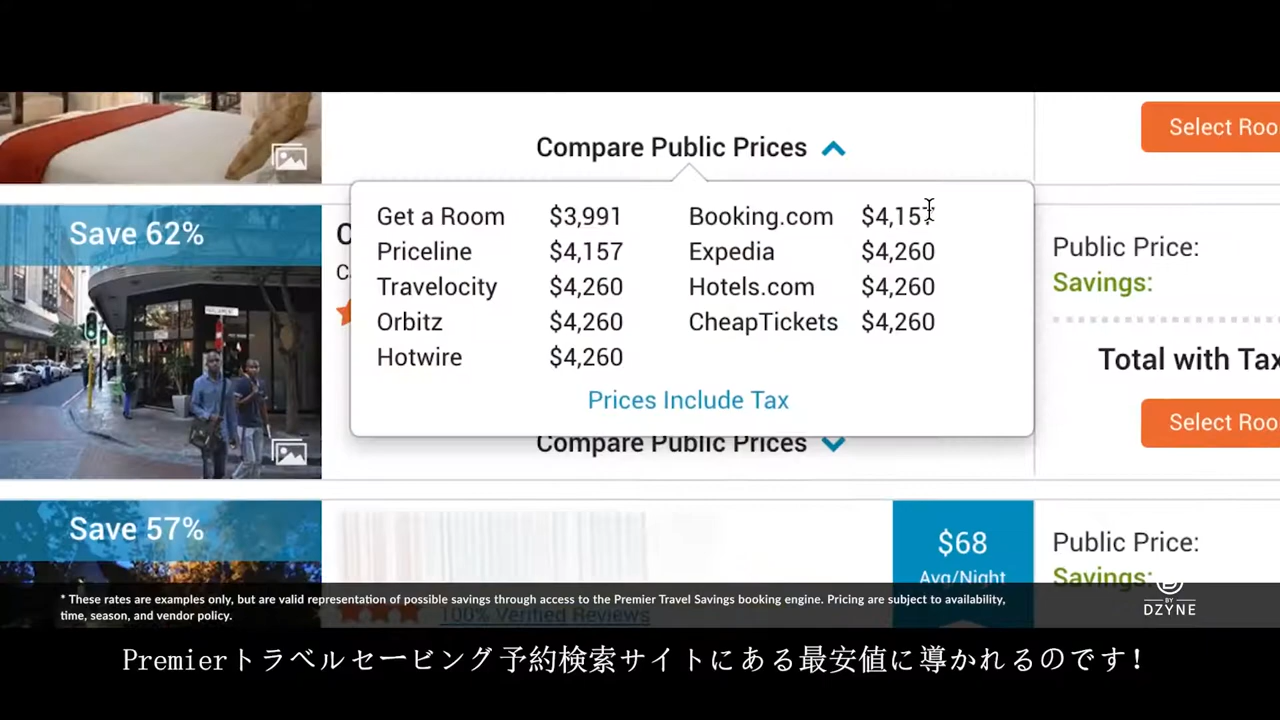 Compare Public Prices
Select Roo
Get a Room $3,991 Booking.com $4,157
Priceline $4,157 Expedia $4,260
Travelocity $4,260 Hotels.com $4,260
Orbitz $4,260 CheapTickets $4,260
Hotwire $4,260
Prices Include Tax
Save 62%
Public Price:
Savings:
Total with Tax
Select Roo
Compare Public Prices
Save 57%
$68
Avg/Night
Public Price:
Savings:
100% Verified Reviews
* These rates are examples only, but are valid representation of possible savings through access to the Premier Travel Savings booking engine. Pricing are subject to availability,
time, season, and vendor policy.
BY
DZYNE
Premierトラベルセービング予約検索サイトにある最安値に導かれるのです!